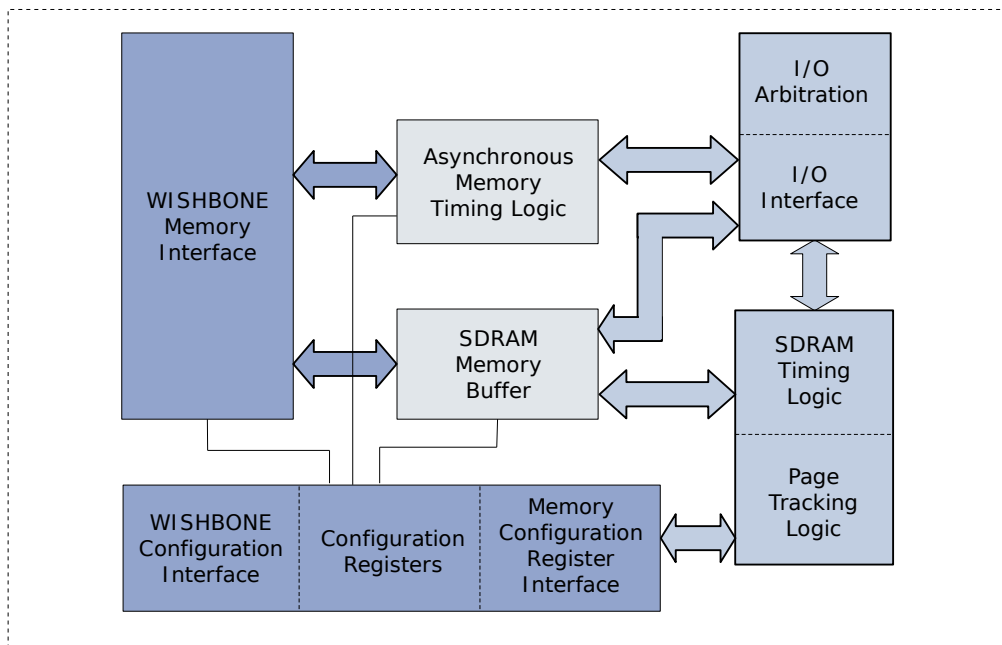 I/O
Arbitration
I/O
Interface
Asynchronous
Memory
Timing Logic
WISHBONE
Memory
Interface
SDRAM
Memory
Buffer
SDRAM
Timing
Logic
Page
Tracking
Logic
WISHBONE
Configuration
Interface
Configuration
Registers
Memory
Configuration
Register
Interface